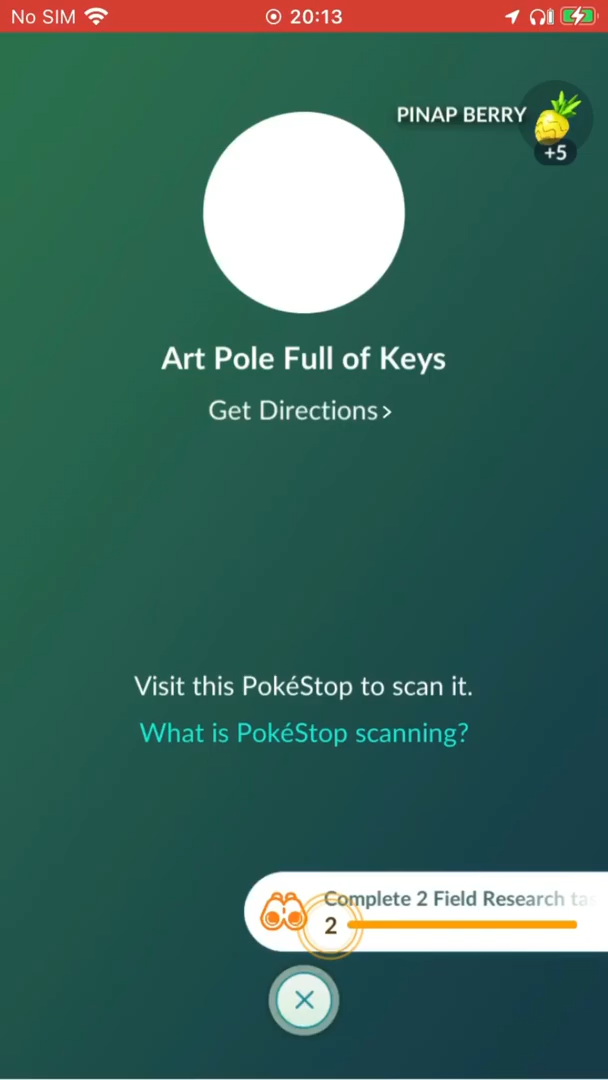 No SIM 20:13
PINAP BERRY
+5
Art Pole Full of Keys
Get Directions >
Visit this PokéStop to scan it.
What is PokéStop scanning?
Complete 2 Field Research tas
2